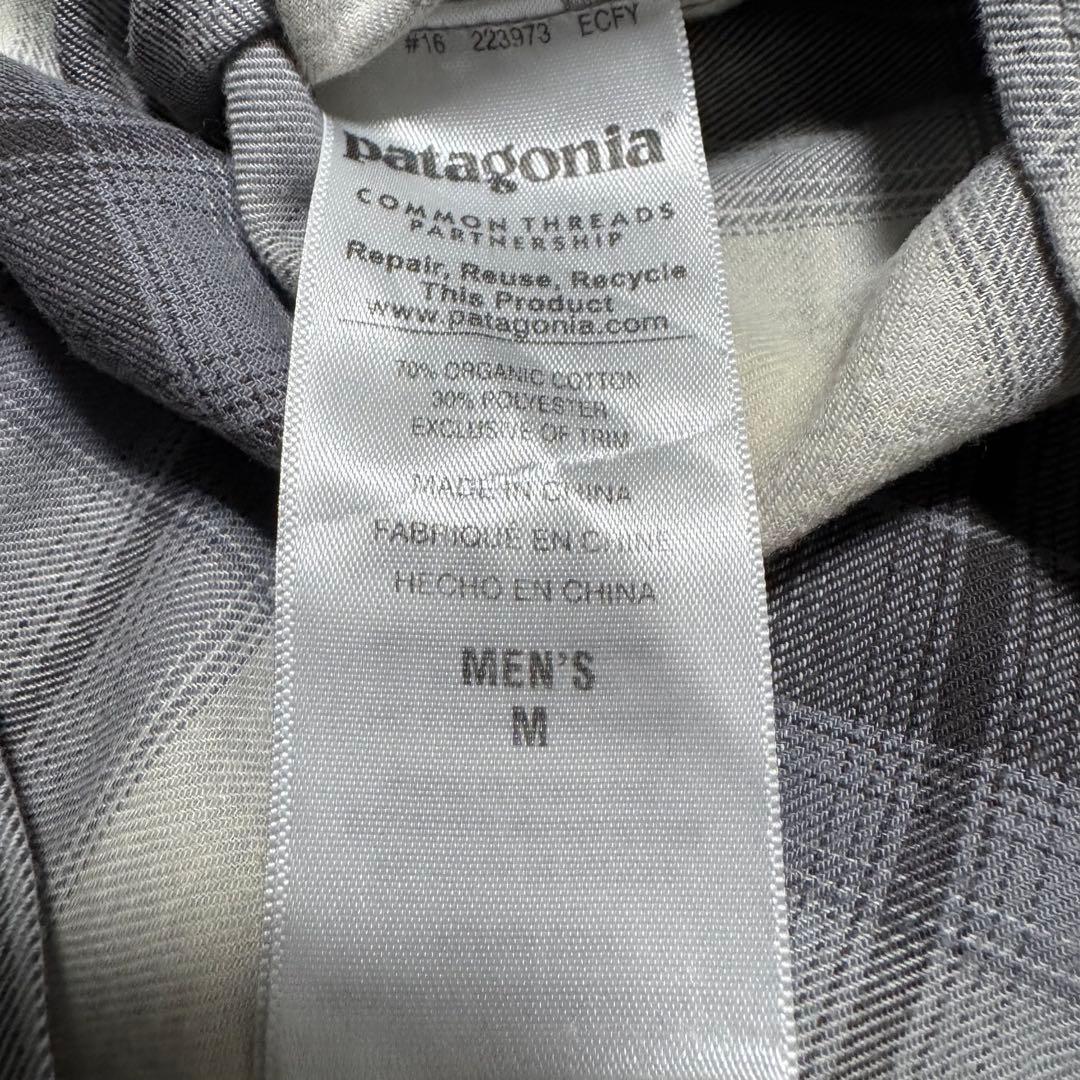 #16 223973 ECFY
patagonia
COMMON THREADS
PARTNERSHIP
Repair, Reuse, Recycle
This Product
www.patagonia.com
70% ORGANIC COTTON
30% POLYESTER
EXCLUSIVE OF TRIM
MADE IN CHINA
FABRIQUE EN CHINE
HECHO EN CHINA
MEN'S
M